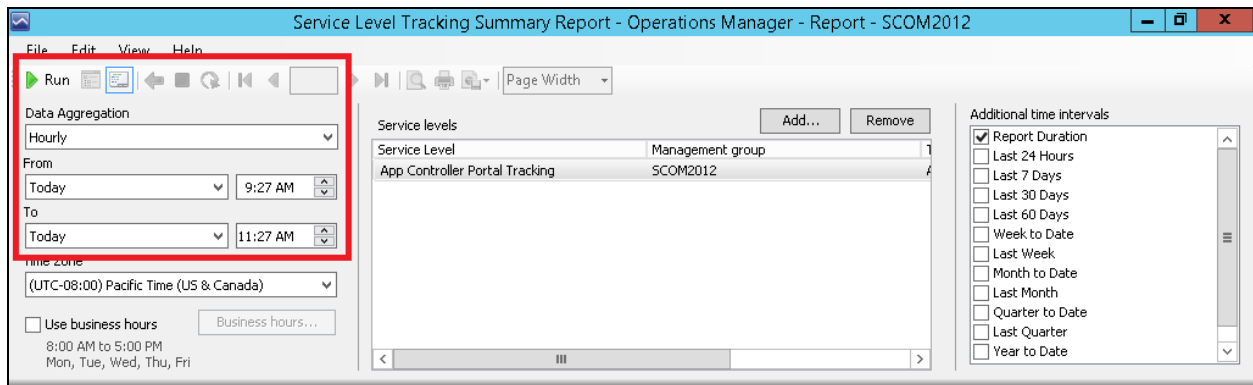 Service Level Tracking Summary Report - Operations Manager - Report - SCOM2012
File Edit View Help
Run Page Width
Data Aggregation
Hourly
From
Today 9:27 AM
To
Today 11:27 AM
Time Zone
(UTC-08:00) Pacific Time (US & Canada)
Use business hours Business hours...
8:00 AM to 5:00 PM
Mon, Tue, Wed, Thu, Fri
Service levels Add... Remove
Service Level Management group
App Controller Portal Tracking SCOM2012
Additional time intervals
Report Duration
Last 24 Hours
Last 7 Days
Last 30 Days
Last 60 Days
Week to Date
Last Week
Month to Date
Last Month
Quarter to Date
Last Quarter
Year to Date